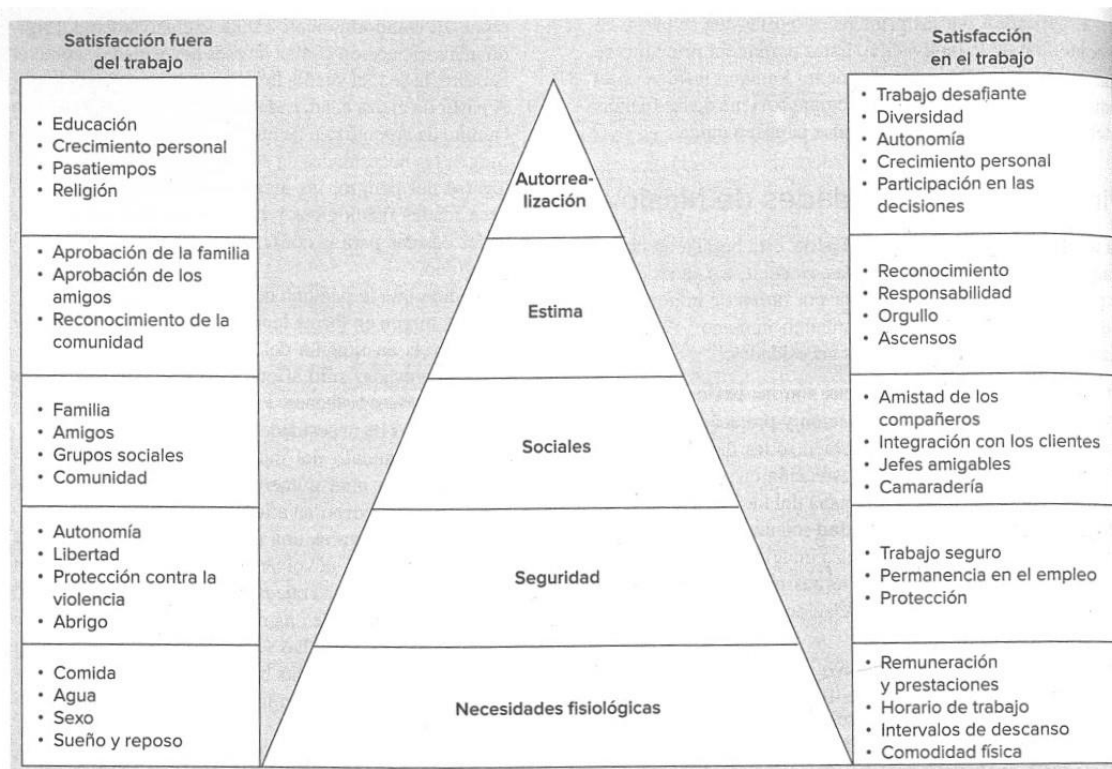 Satisfacción fuera
del trabajo
• Educación
• Crecimiento personal
• Pasatiempos
• Religión
• Aprobación de la familia
• Aprobación de los
amigos
• Reconocimiento de la
comunidad
• Familia
• Amigos
• Grupos sociales
• Comunidad
• Autonomía
• Libertad
• Protección contra la
violencia
• Abrigo
• Comida
• Agua
• Sexo
• Sueño y reposo
Autorrea-
lización
Estima
Sociales
Seguridad
Necesidades fisiológicas
Satisfacción
en el trabajo
• Trabajo desafiante
• Diversidad
• Autonomía
• Crecimiento personal
• Participación en las
decisiones
• Reconocimiento
• Responsabilidad
• Orgullo
• Ascensos
• Amistad de los
compañeros
• Integración con los clientes
• Jefes amigables
• Camaradería
• Trabajo seguro
• Permanencia en el empleo
• Protección
• Remuneración
y prestaciones
• Horario de trabajo
• Intervalos de descanso
• Comodidad física